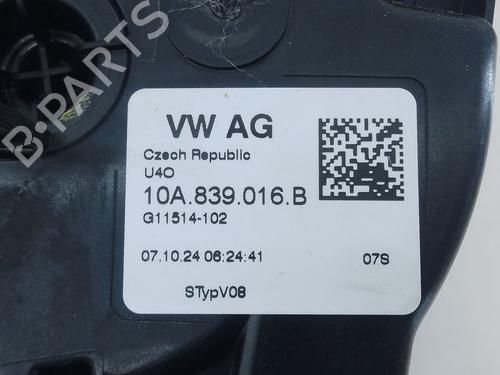 VW AG
Czech Republic
U4O
10A.839.016.B
G11514-102
07.10.24 06:24:41 07S
STypV08
B-PARTS